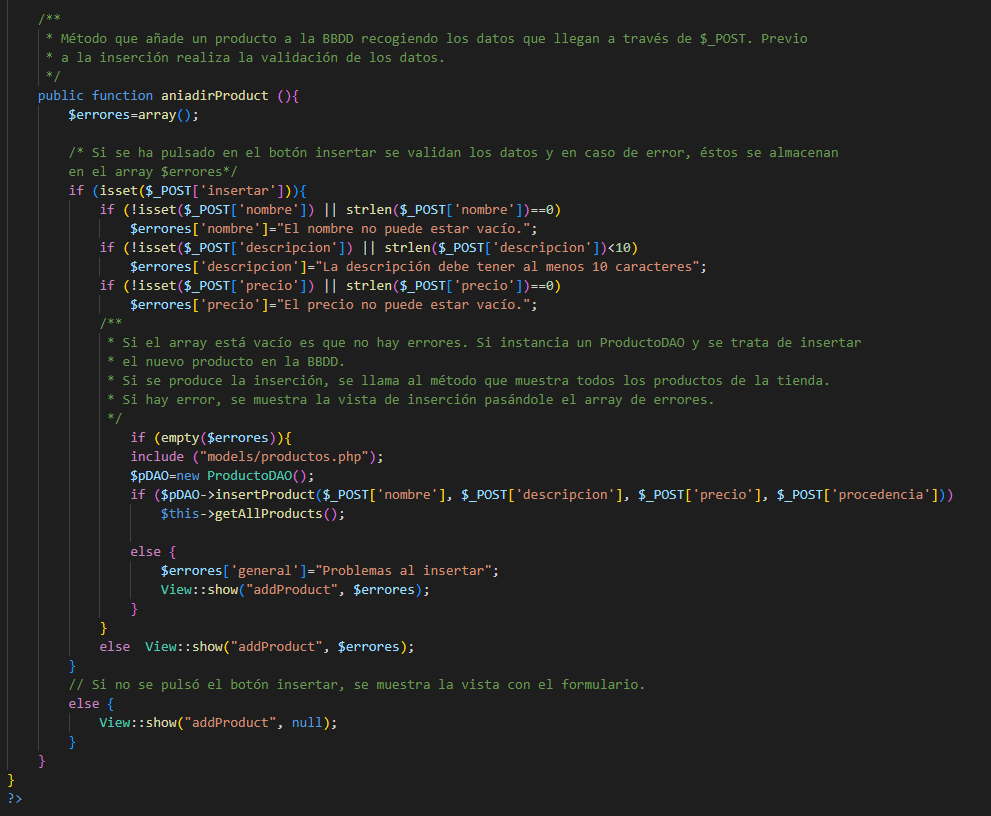 /**
* Método que añade un producto a la BBDD recogiendo los datos que llegan a través de $_POST. Previo
* a la inserción realiza la validación de los datos.
*/
public function aniadirProduct (){
$errores=array();
/* Si se ha pulsado en el botón insertar se validan los datos y en caso de error, éstos se almacenan
en el array $errores*/
if (isset($_POST['insertar'])){
if (!isset($_POST['nombre']) || strlen($_POST['nombre'])==0)
$errores['nombre']="El nombre no puede estar vacío.";
if (!isset($_POST['descripcion']) || strlen($_POST['descripcion'])<10)
$errores['descripcion']="La descripción debe tener al menos 10 caracteres";
if (!isset($_POST['precio']) || strlen($_POST['precio'])==0)
$errores['precio']="El precio no puede estar vacío.";
/**
* Si el array está vacío es que no hay errores. Si instancia un ProductoDAO y se trata de insertar
* el nuevo producto en la BBDD.
* Si se produce la inserción, se llama al método que muestra todos los productos de la tienda.
* Si hay error, se muestra la vista de inserción pasándole el array de errores.
*/
if (empty($errores)){
include ("models/productos.php");
$pDAO=new ProductoDAO();
if ($pDAO->insertProduct($_POST['nombre'], $_POST['descripcion'], $_POST['precio'], $_POST['procedencia']))
$this->getAllProducts();
else {
$errores['general']="Problemas al insertar";
View::show("addProduct", $errores);
}
}
else  View::show("addProduct", $errores);
}
// Si no se pulsó el botón insertar, se muestra la vista con el formulario.
else {
View::show("addProduct", null);
}
}
}
?>